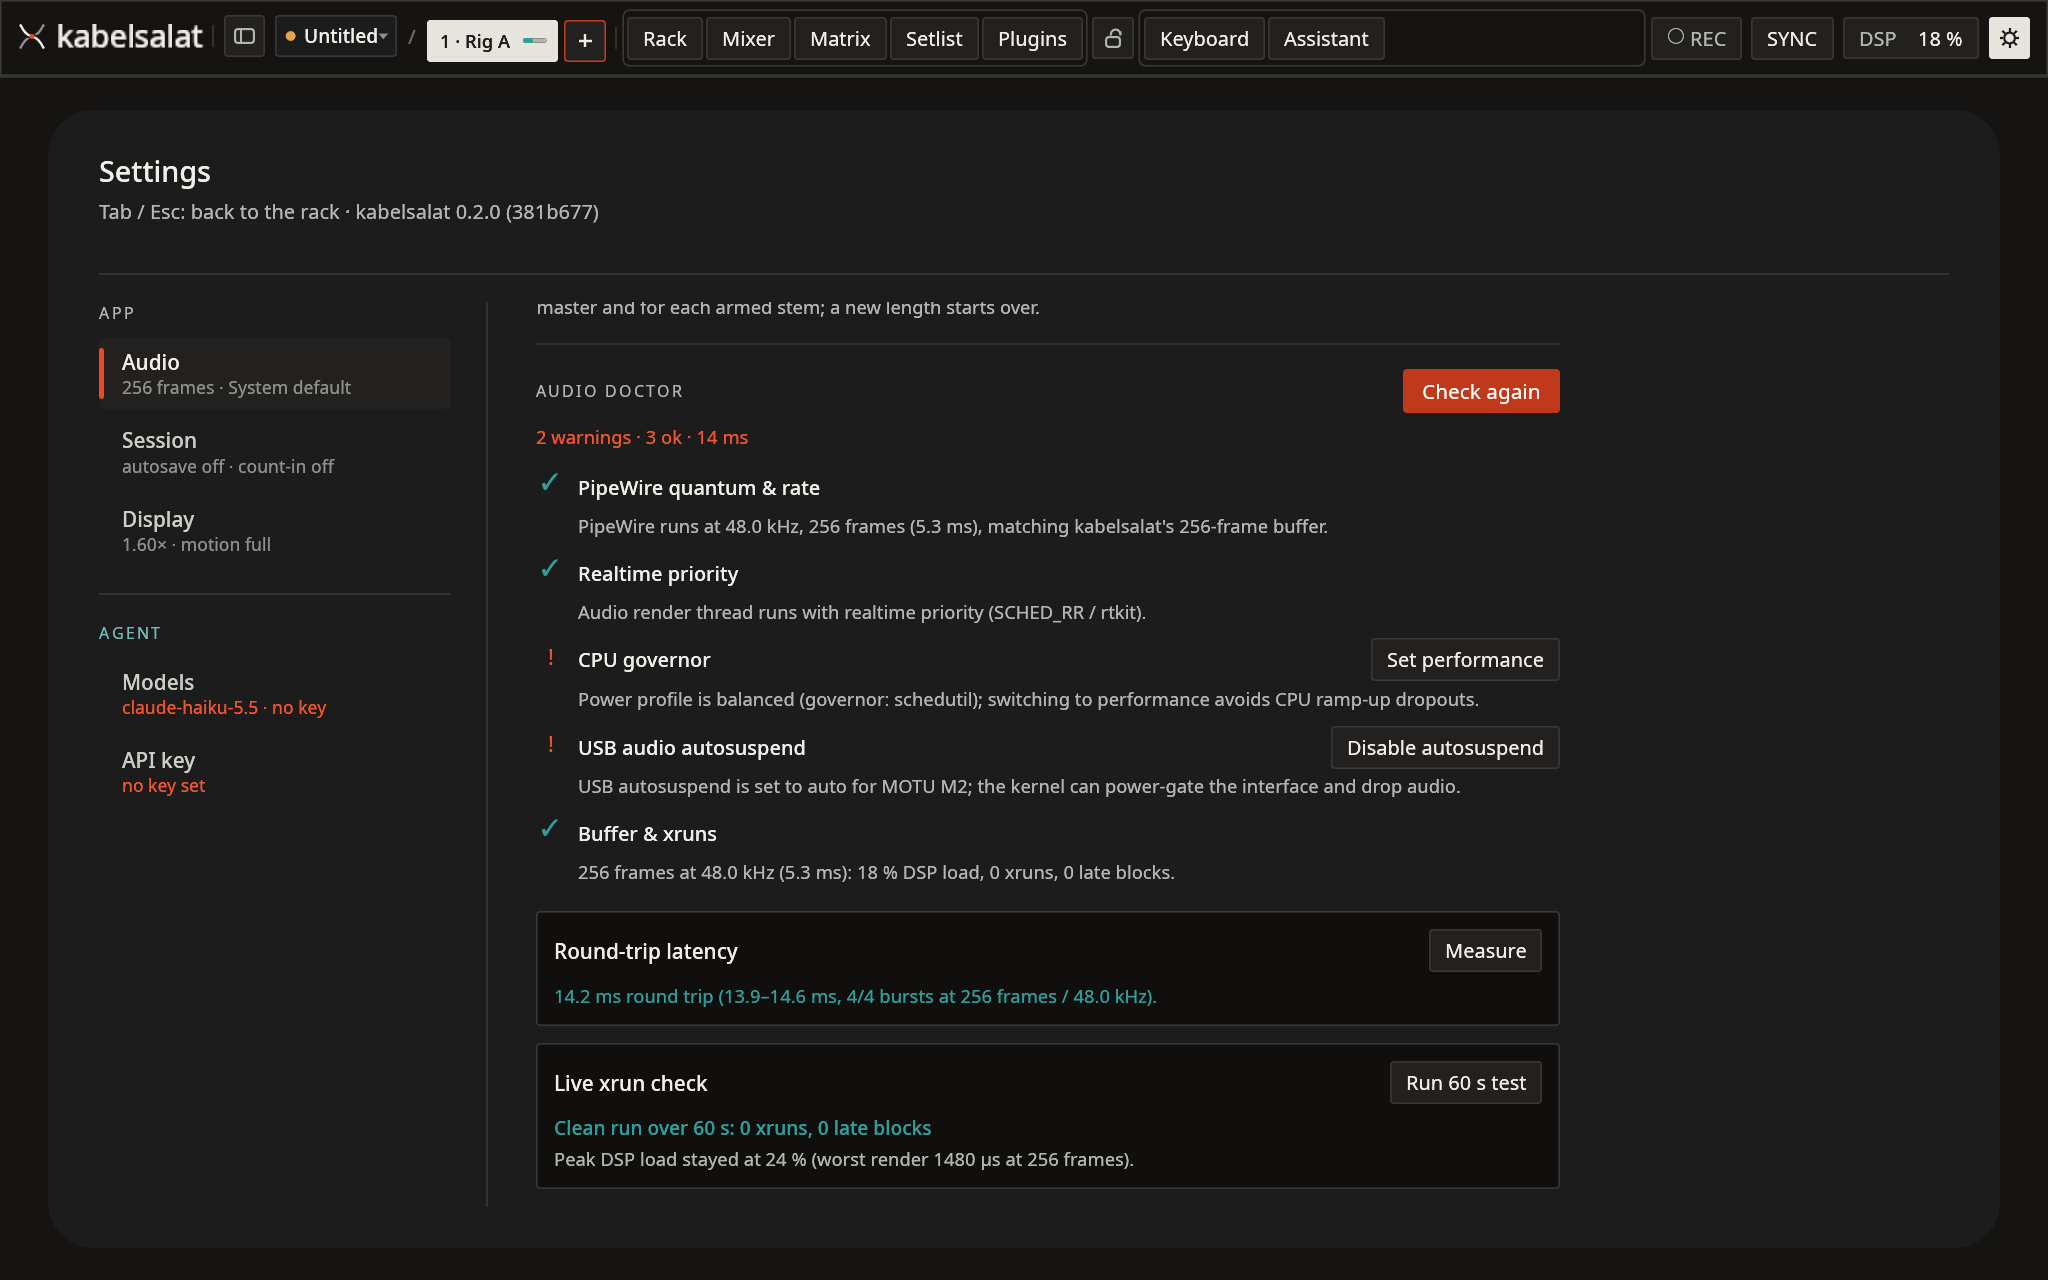 kabelsalat
Untitled
/
1 · Rig A
+
Rack
Mixer
Matrix
Setlist
Plugins
Keyboard
Assistant
REC
SYNC
DSP 18 %
Settings
Tab / Esc: back to the rack · kabelsalat 0.2.0 (381b677)
APP
Audio
256 frames · System default
Session
autosave off · count-in off
Display
1.60× · motion full
AGENT
Models
claude-haiku-5.5 · no key
API key
no key set
master and for each armed stem; a new length starts over.
AUDIO DOCTOR
Check again
2 warnings · 3 ok · 14 ms
✓ PipeWire quantum & rate
PipeWire runs at 48.0 kHz, 256 frames (5.3 ms), matching kabelsalat's 256-frame buffer.
✓ Realtime priority
Audio render thread runs with realtime priority (SCHED_RR / rtkit).
! CPU governor
Set performance
Power profile is balanced (governor: schedutil); switching to performance avoids CPU ramp-up dropouts.
! USB audio autosuspend
Disable autosuspend
USB autosuspend is set to auto for MOTU M2; the kernel can power-gate the interface and drop audio.
✓ Buffer & xruns
256 frames at 48.0 kHz (5.3 ms): 18 % DSP load, 0 xruns, 0 late blocks.
Round-trip latency
Measure
14.2 ms round trip (13.9–14.6 ms, 4/4 bursts at 256 frames / 48.0 kHz).
Live xrun check
Run 60 s test
Clean run over 60 s: 0 xruns, 0 late blocks
Peak DSP load stayed at 24 % (worst render 1480 µs at 256 frames).